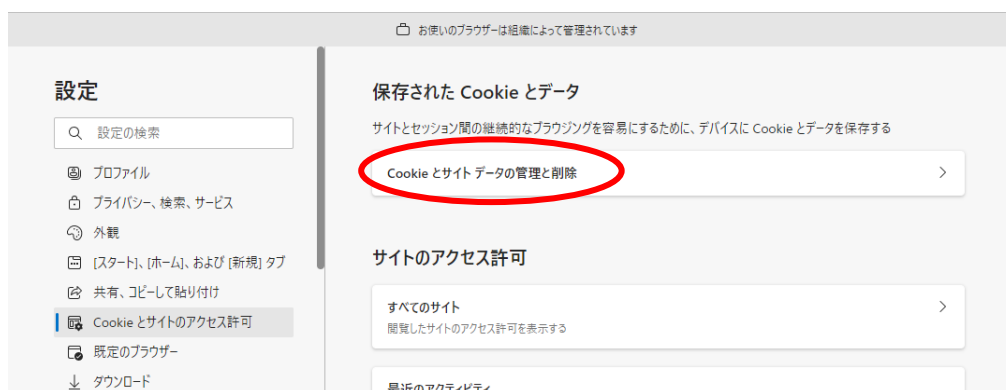 お使いのブラウザーは組織によって管理されています
設定
設定の検索
プロファイル
プライバシー、検索、サービス
外観
[スタート]、[ホーム]、および [新規] タブ
共有、コピーして貼り付け
Cookie とサイトのアクセス許可
既定のブラウザー
ダウンロード
保存された Cookie とデータ
サイトとセッション間の継続的なブラウジングを容易にするために、デバイスに Cookie とデータを保存する
Cookie とサイト データの管理と削除
サイトのアクセス許可
すべてのサイト
閲覧したサイトのアクセス許可を表示する
最近のアクティビティ